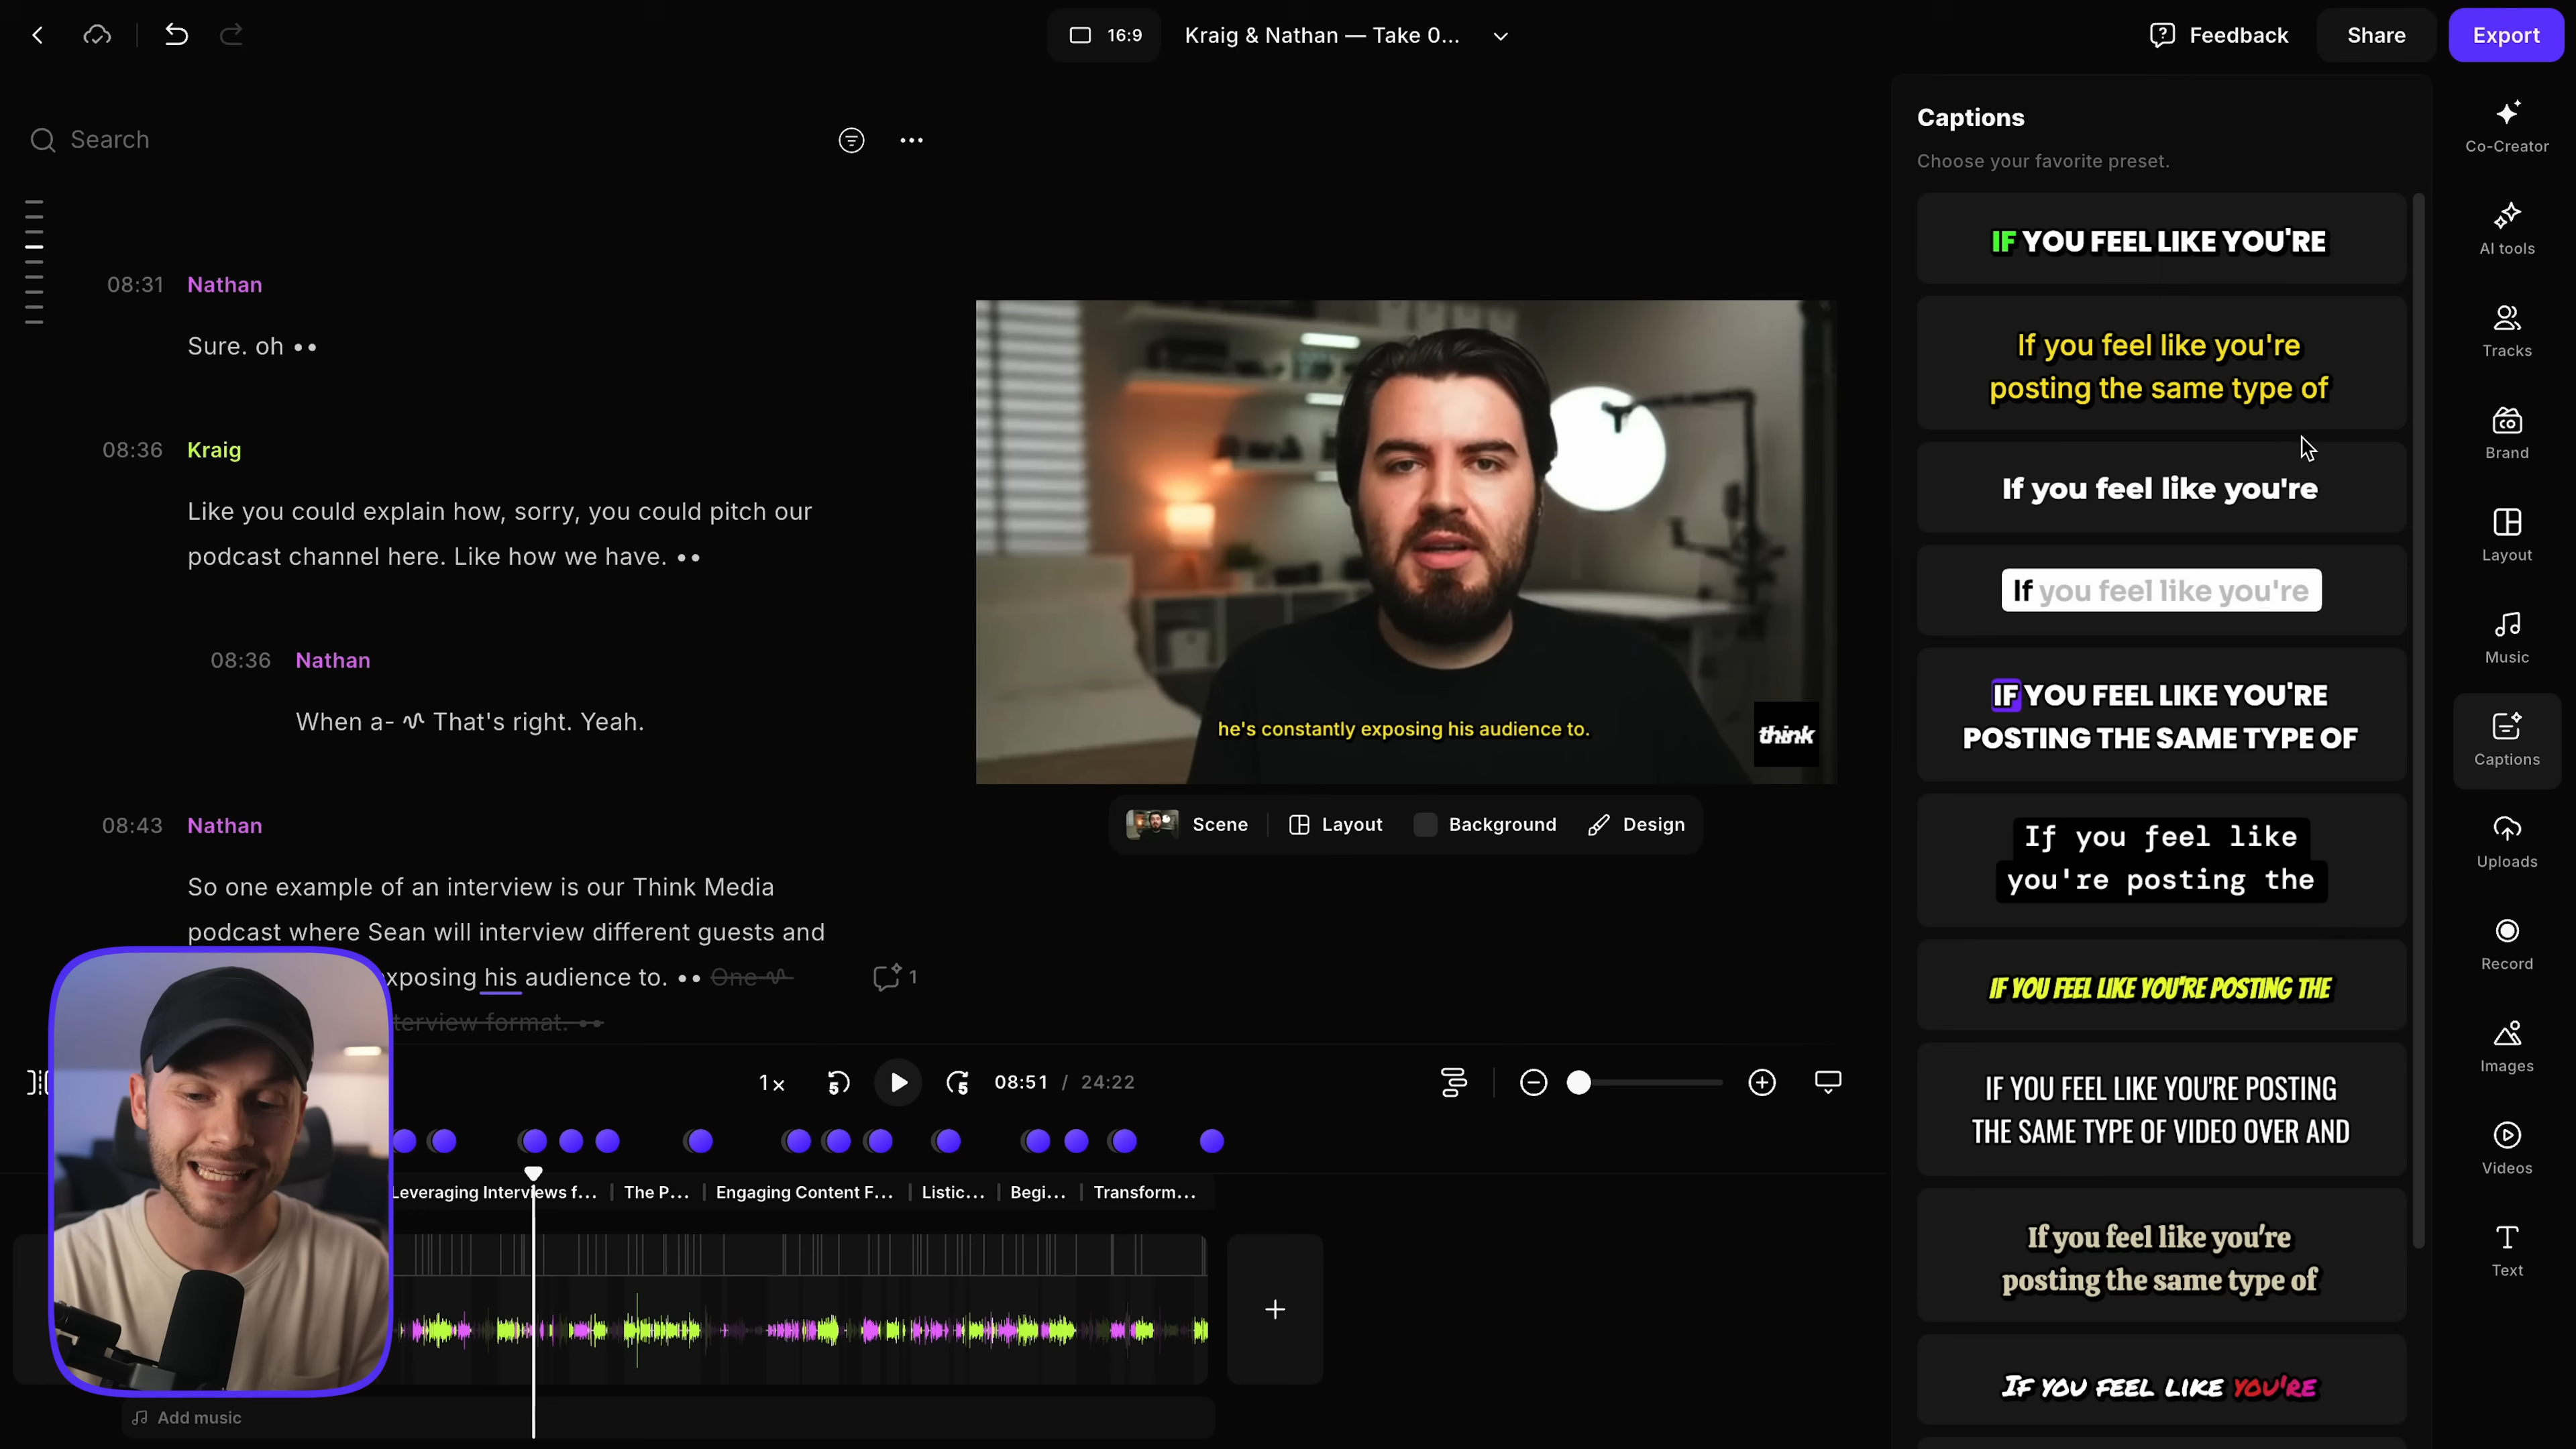 16:9
Kraig & Nathan — Take 0...
Feedback
Share
Export
Search
08:31 Nathan
Sure. oh ••
08:36 Kraig
Like you could explain how, sorry, you could pitch our
podcast channel here. Like how we have. ••
08:36 Nathan
When a- That's right. Yeah.
08:43 Nathan
So one example of an interview is our Think Media
podcast where Sean will interview different guests and
xposing his audience to. •• One
1
terview format. ••
he's constantly exposing his audience to.
think
Scene
Layout
Background
Design
1x
5
5
08:51 / 24:22
Leveraging Interviews f...
The P...
Engaging Content F...
Listic...
Begi...
Transform...
Add music
Captions
Choose your favorite preset.
IF YOU FEEL LIKE YOU'RE
If you feel like you're
posting the same type of
If you feel like you're
If you feel like you're
IF YOU FEEL LIKE YOU'RE
POSTING THE SAME TYPE OF
If you feel like
you're posting the
IF YOU FEEL LIKE YOU'RE POSTING THE
IF YOU FEEL LIKE YOU'RE POSTING
THE SAME TYPE OF VIDEO OVER AND
If you feel like you're
posting the same type of
IF YOU FEEL LIKE YOU'RE
Co-Creator
AI tools
Tracks
CO
Brand
Layout
Music
Captions
Uploads
Record
Images
Videos
Text